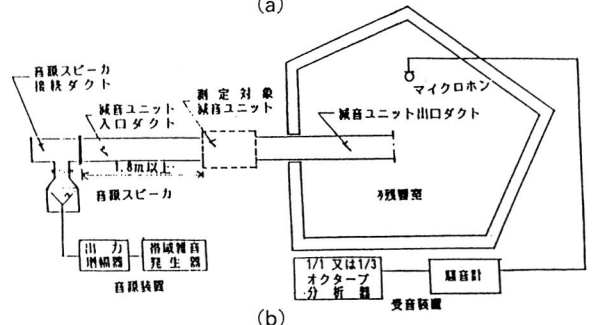 (a)
音源スピーカ
接続ダクト
減音ユニット
入口ダクト
測定対象
減音ユニット
マイクロホン
減音ユニット出口ダクト
1.8m以上
音源スピーカ
残響室
出力
増幅器
帯域雑音
発生器
音源装置
1/1又は1/3
オクターブ
分析器
騒音計
受音装置
(b)